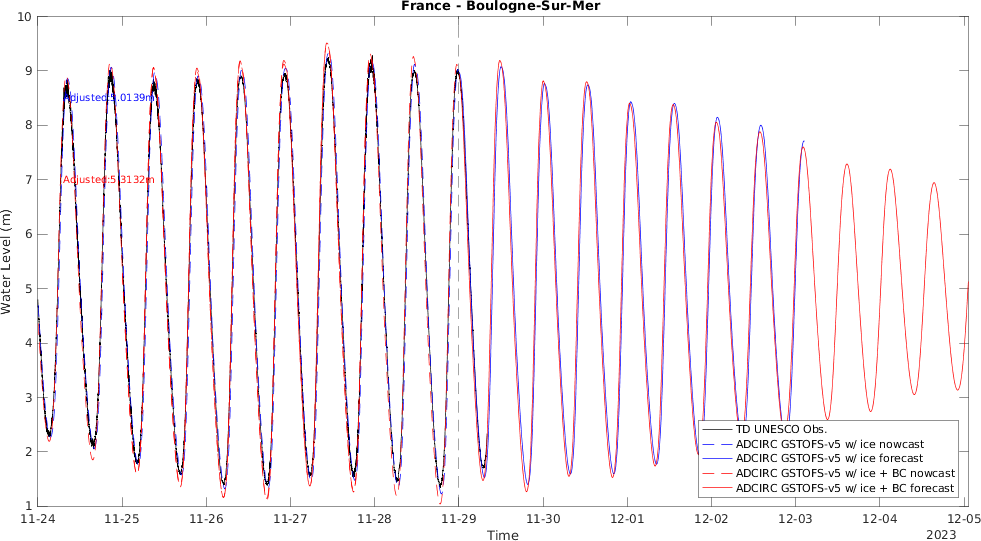 France - Boulogne-Sur-Mer
10
9
8
7
6
5
4
3
2
1
Water Level (m)
Adjusted:5.0139m
Adjusted:5.3132m
TD UNESCO Obs.
ADCIRC GSTOFS-v5 w/ ice nowcast
ADCIRC GSTOFS-v5 w/ ice forecast
ADCIRC GSTOFS-v5 w/ ice + BC nowcast
ADCIRC GSTOFS-v5 w/ ice + BC forecast
11-24 11-25 11-26 11-27 11-28 11-29 11-30 12-01 12-02 12-03 12-04 12-05
Time
2023